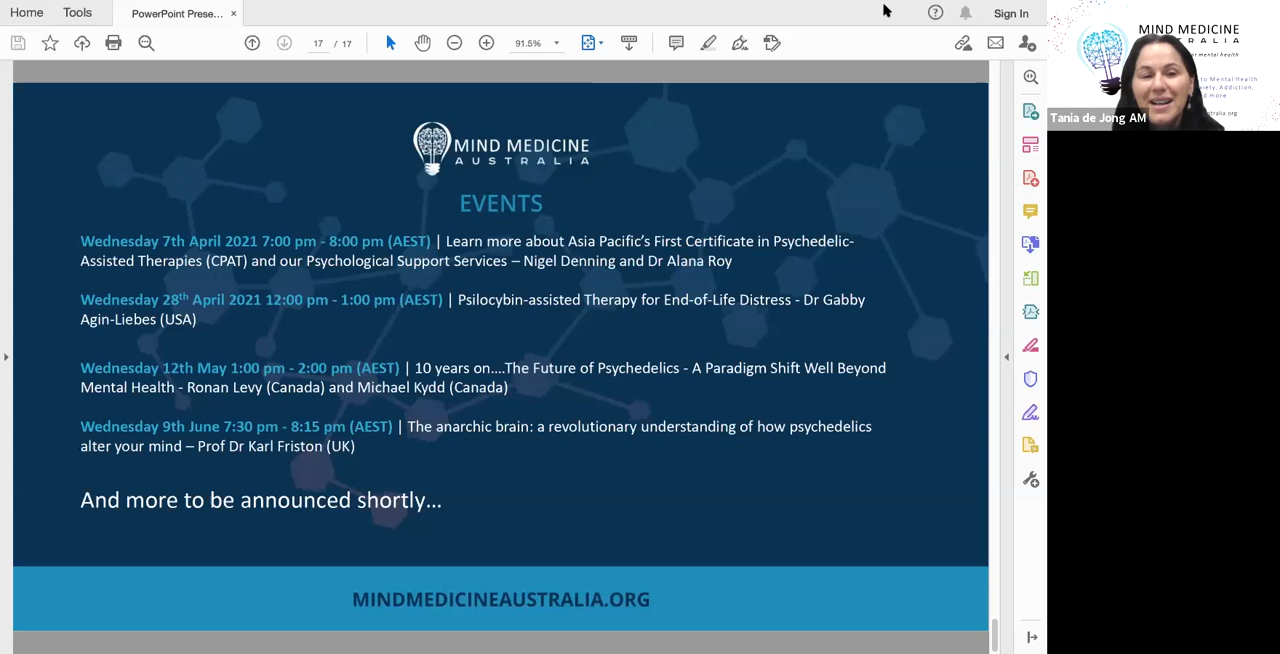 Home Tools PowerPoint Prese... × Sign In
17 / 17 91.5%
MIND MEDICINE
AUSTRALIA
EVENTS
Wednesday 7th April 2021 7:00 pm - 8:00 pm (AEST) | Learn more about Asia Pacific's First Certificate in Psychedelic-
Assisted Therapies (CPAT) and our Psychological Support Services – Nigel Denning and Dr Alana Roy
Wednesday 28th April 2021 12:00 pm - 1:00 pm (AEST) | Psilocybin-assisted Therapy for End-of-Life Distress - Dr Gabby
Agin-Liebes (USA)
Wednesday 12th May 1:00 pm - 2:00 pm (AEST) | 10 years on....The Future of Psychedelics - A Paradigm Shift Well Beyond
Mental Health - Ronan Levy (Canada) and Michael Kydd (Canada)
Wednesday 9th June 7:30 pm - 8:15 pm (AEST) | The anarchic brain: a revolutionary understanding of how psychedelics
alter your mind – Prof Dr Karl Friston (UK)
And more to be announced shortly...
MINDMEDICINEAUSTRALIA.ORG
MIND MEDICINE
mental health
to Mental Health
Addiction,
more
Tania de Jong AM